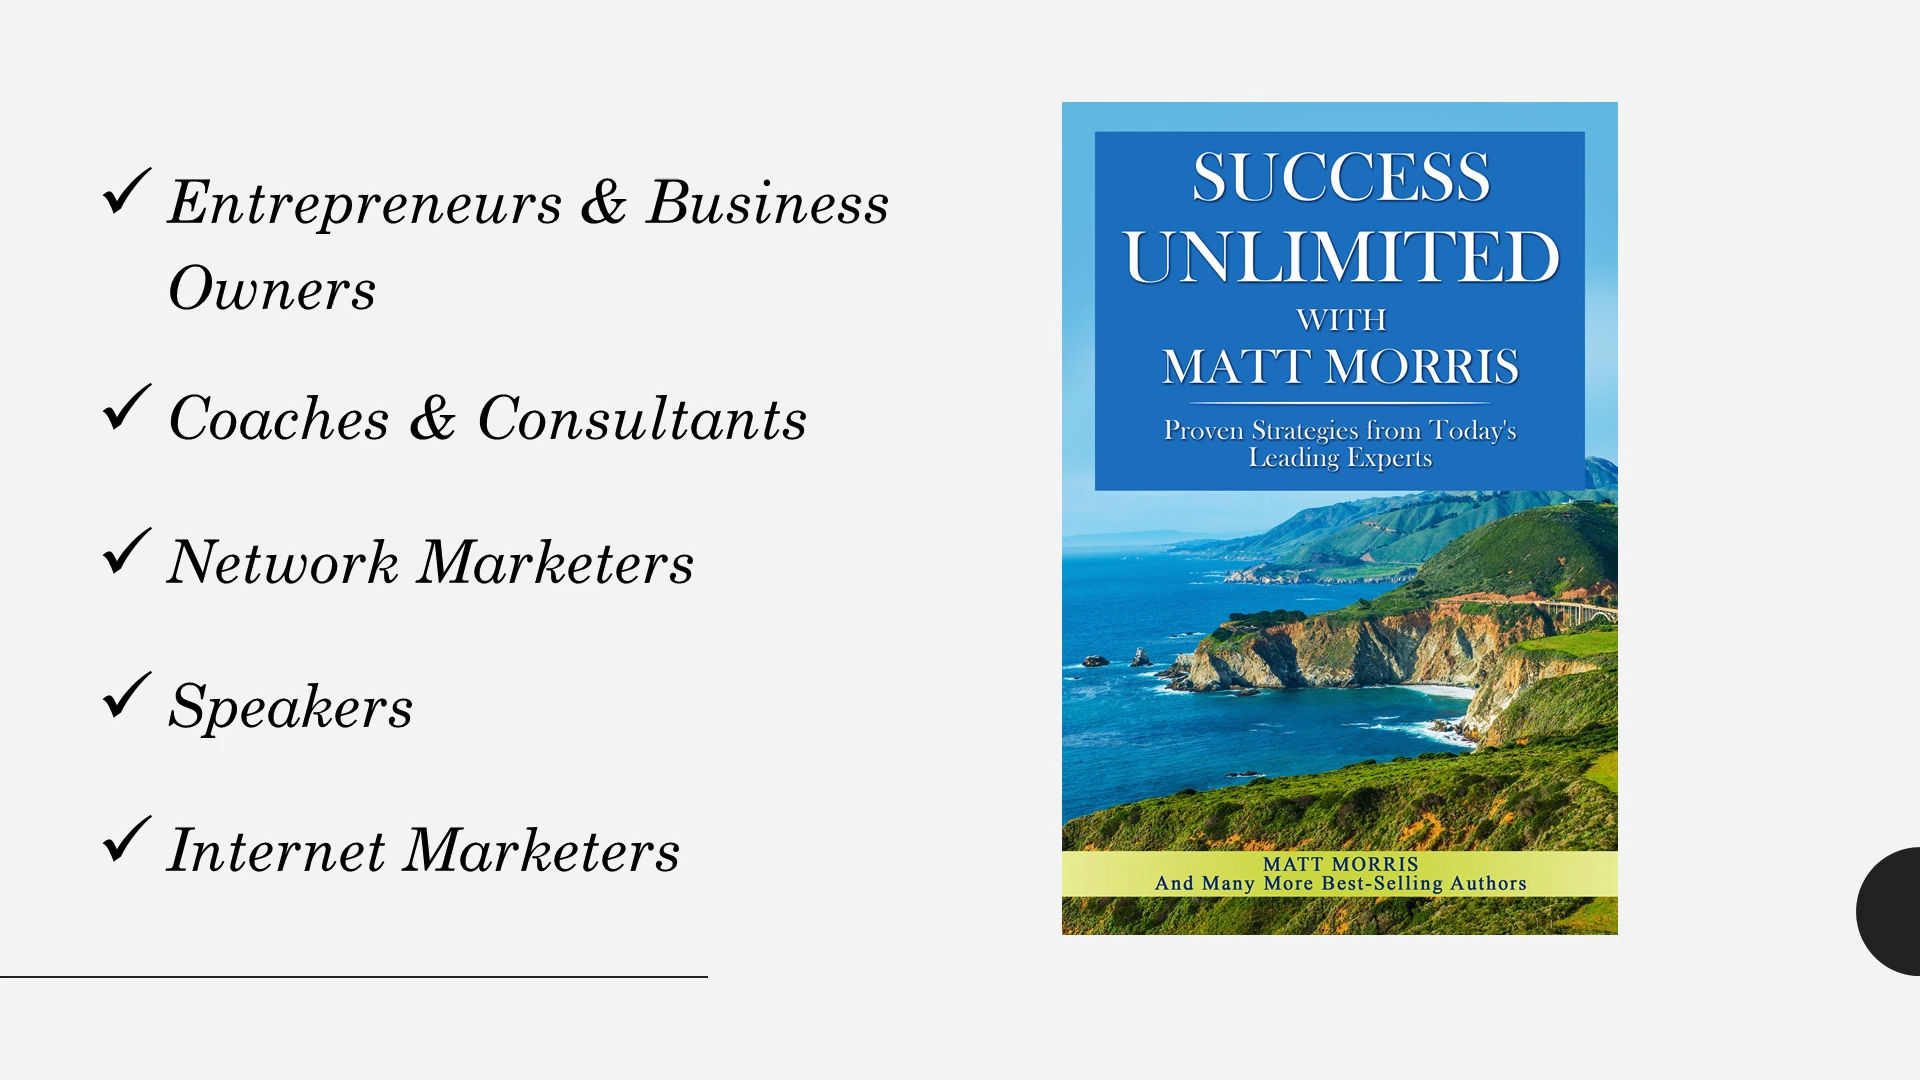 Entrepreneurs & Business
Owners
Coaches & Consultants
Network Marketers
Speakers
Internet Marketers
SUCCESS
UNLIMITED
WITH
MATT MORRIS
Proven Strategies from Today's
Leading Experts
MATT MORRIS
And Many More Best-Selling Authors